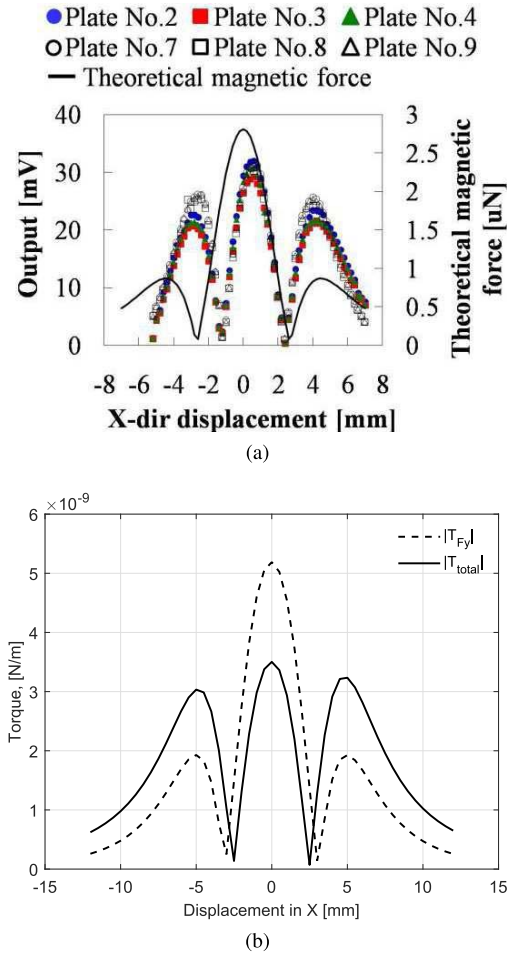 Plate No.2 Plate No.3 Plate No.4
Plate No.7 Plate No.8 Plate No.9
Theoretical magnetic force
40
30
20
10
0
Output [mV]
3
2.5
2
1.5
1
0.5
0
Theoretical magnetic
force [uN]
-8 -6 -4 -2 0 2 4 6 8
X-dir displacement [mm]
(a)
×10⁻⁹
6
5
4
3
2
1
0
Torque, [N/m]
|T_Fy|
|T_total|
-15 -10 -5 0 5 10 15
Displacement in X [mm]
(b)